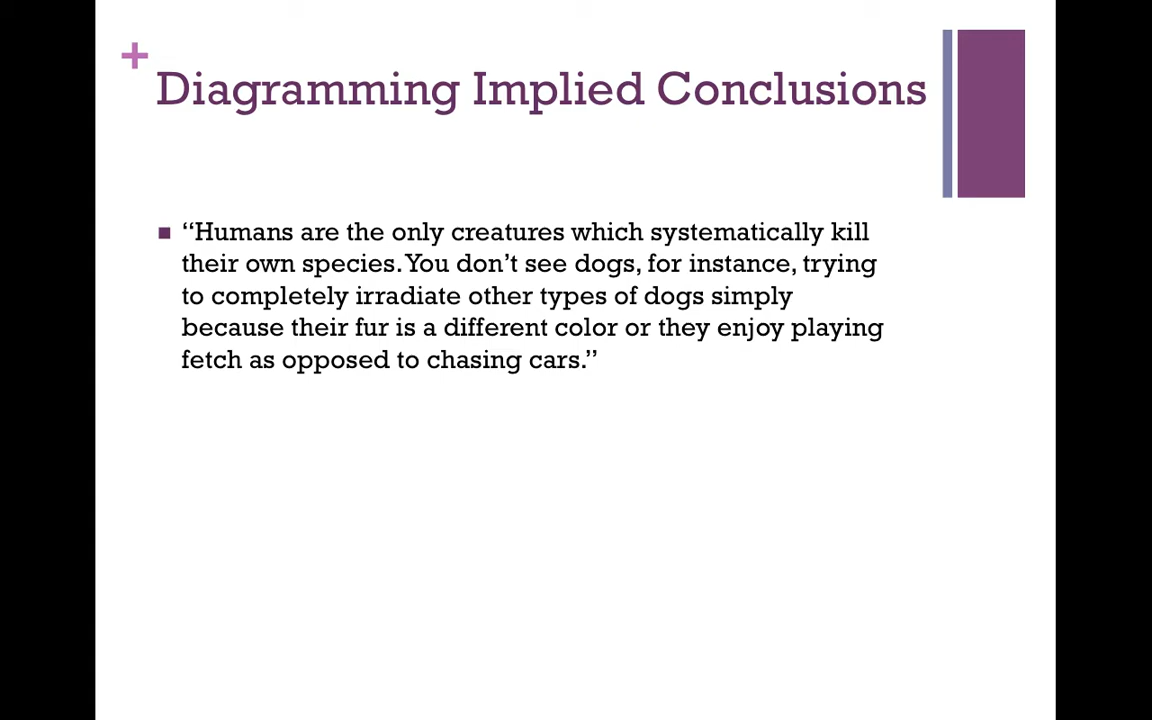 +
Diagramming Implied Conclusions
■ “Humans are the only creatures which systematically kill
their own species. You don’t see dogs, for instance, trying
to completely irradiate other types of dogs simply
because their fur is a different color or they enjoy playing
fetch as opposed to chasing cars.”